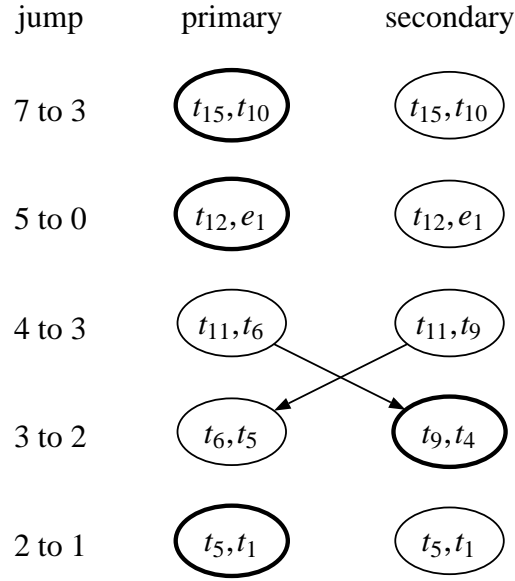 jump primary secondary
7 to 3 t₁₅,t₁₀ t₁₅,t₁₀
5 to 0 t₁₂,e₁ t₁₂,e₁
4 to 3 t₁₁,t₆ t₁₁,t₉
3 to 2 t₆,t₅ t₉,t₄
2 to 1 t₅,t₁ t₅,t₁